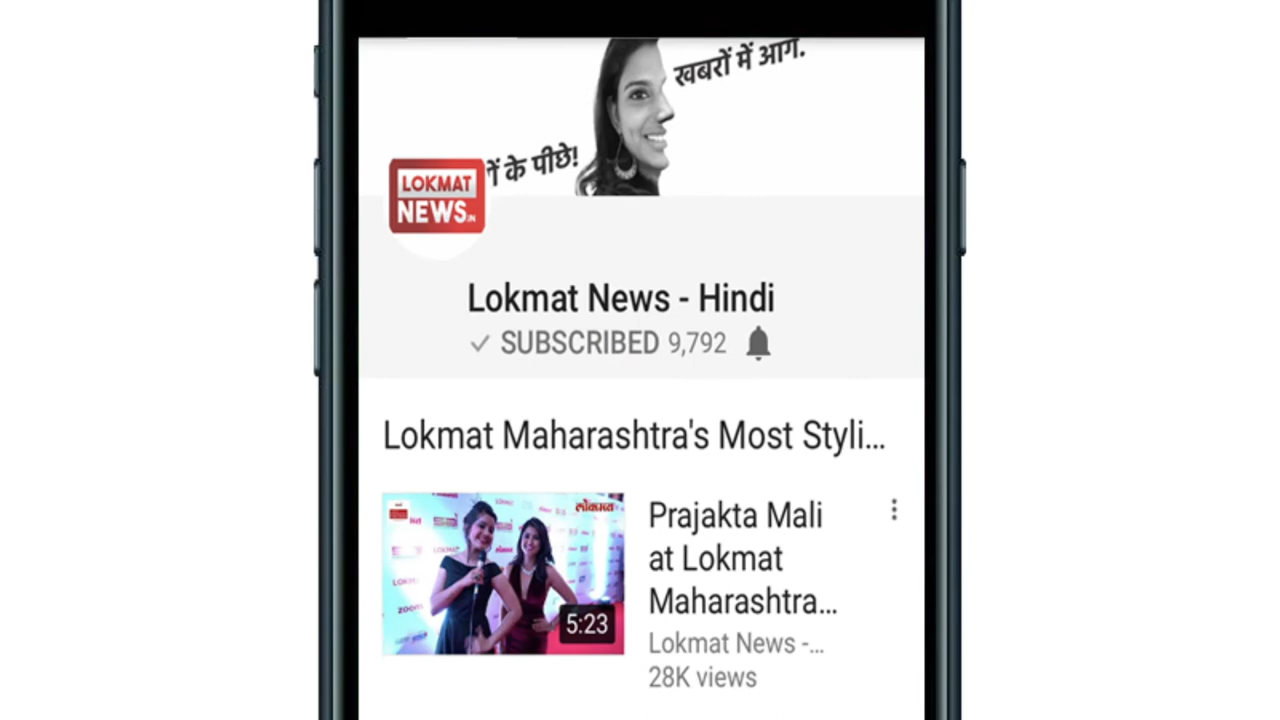 खबरों में आगे.
के पीछे!
LOKMAT
NEWS.IN
Lokmat News - Hindi
SUBSCRIBED 9,792
Lokmat Maharashtra's Most Styli...
लोकमत
5:23
Prajakta Mali
at Lokmat
Maharashtra...
Lokmat News -...
28K views